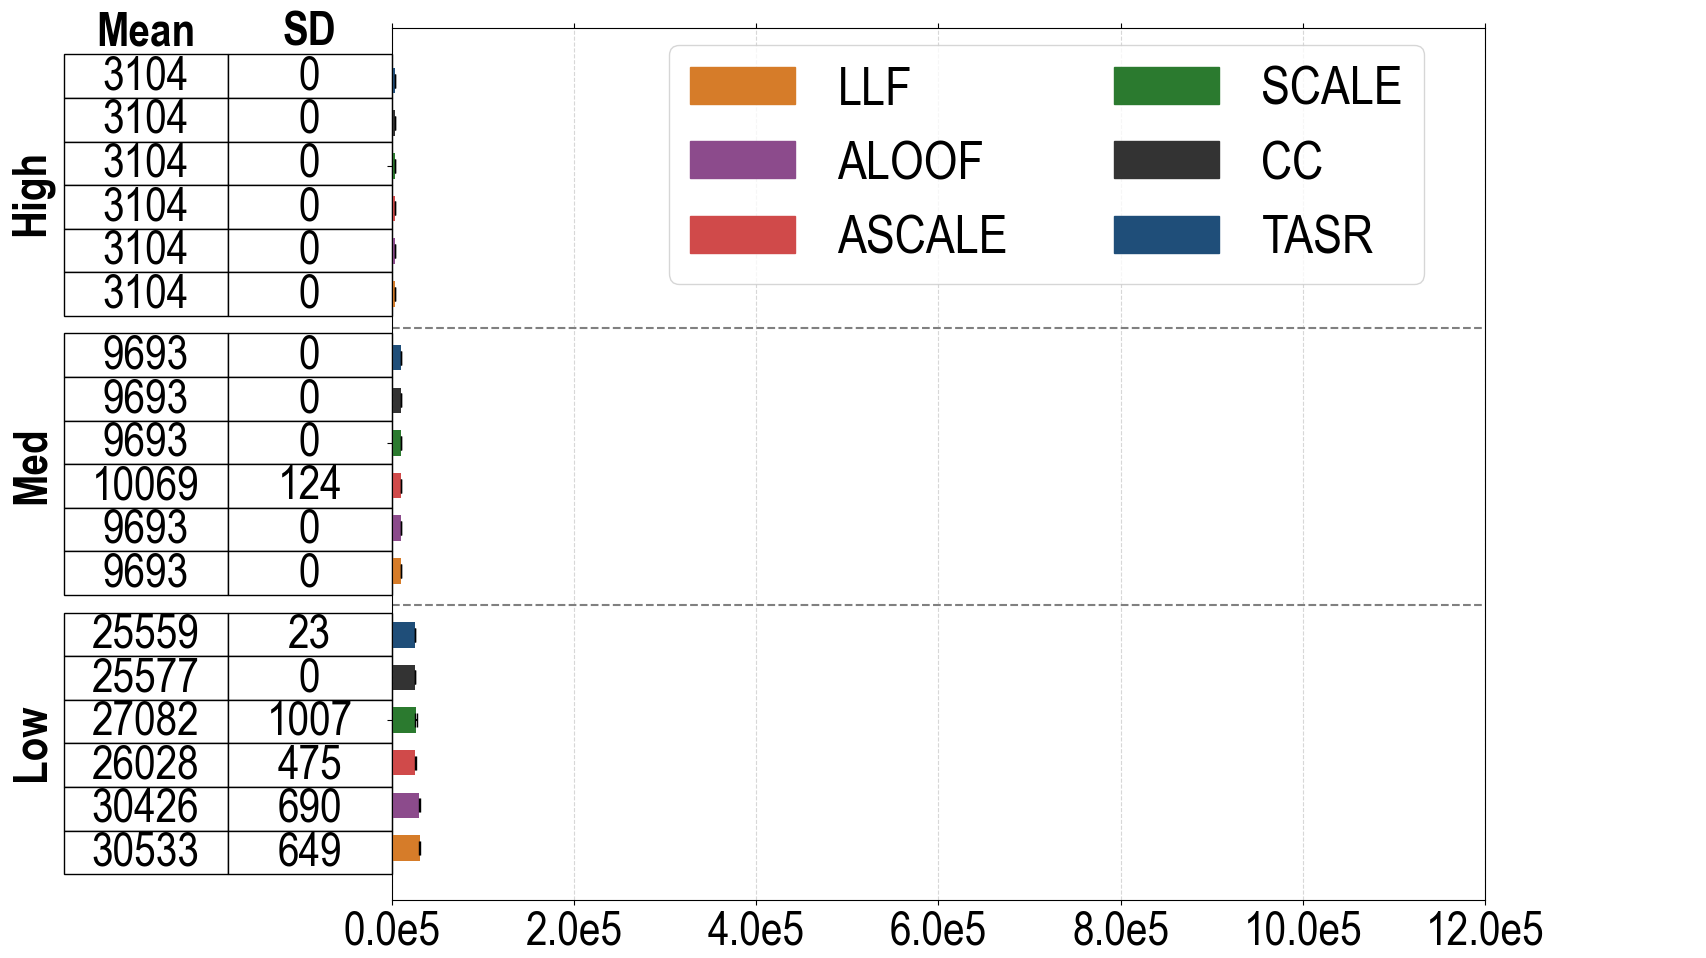 Mean SD
High
3104 0
3104 0
3104 0
3104 0
3104 0
3104 0
LLF SCALE
ALOOF CC
ASCALE TASR
Med
9693 0
9693 0
9693 0
10069 124
9693 0
9693 0
Low
25559 23
25577 0
27082 1007
26028 475
30426 690
30533 649
0.0e5 2.0e5 4.0e5 6.0e5 8.0e5 10.0e5 12.0e5